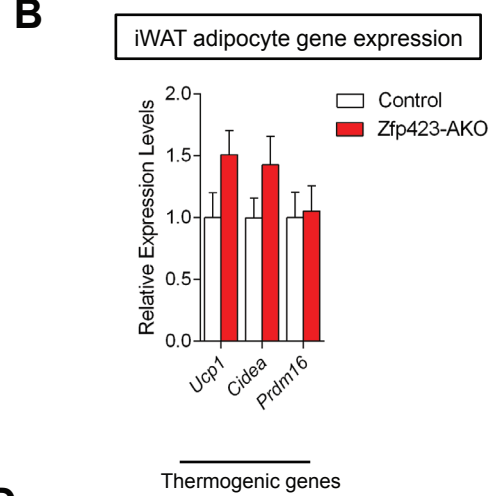 B
iWAT adipocyte gene expression
Control
Zfp423-AKO
Relative Expression Levels
2.0
1.5
1.0
0.5
0.0
Ucp1
Cidea
Prdm16
Thermogenic genes